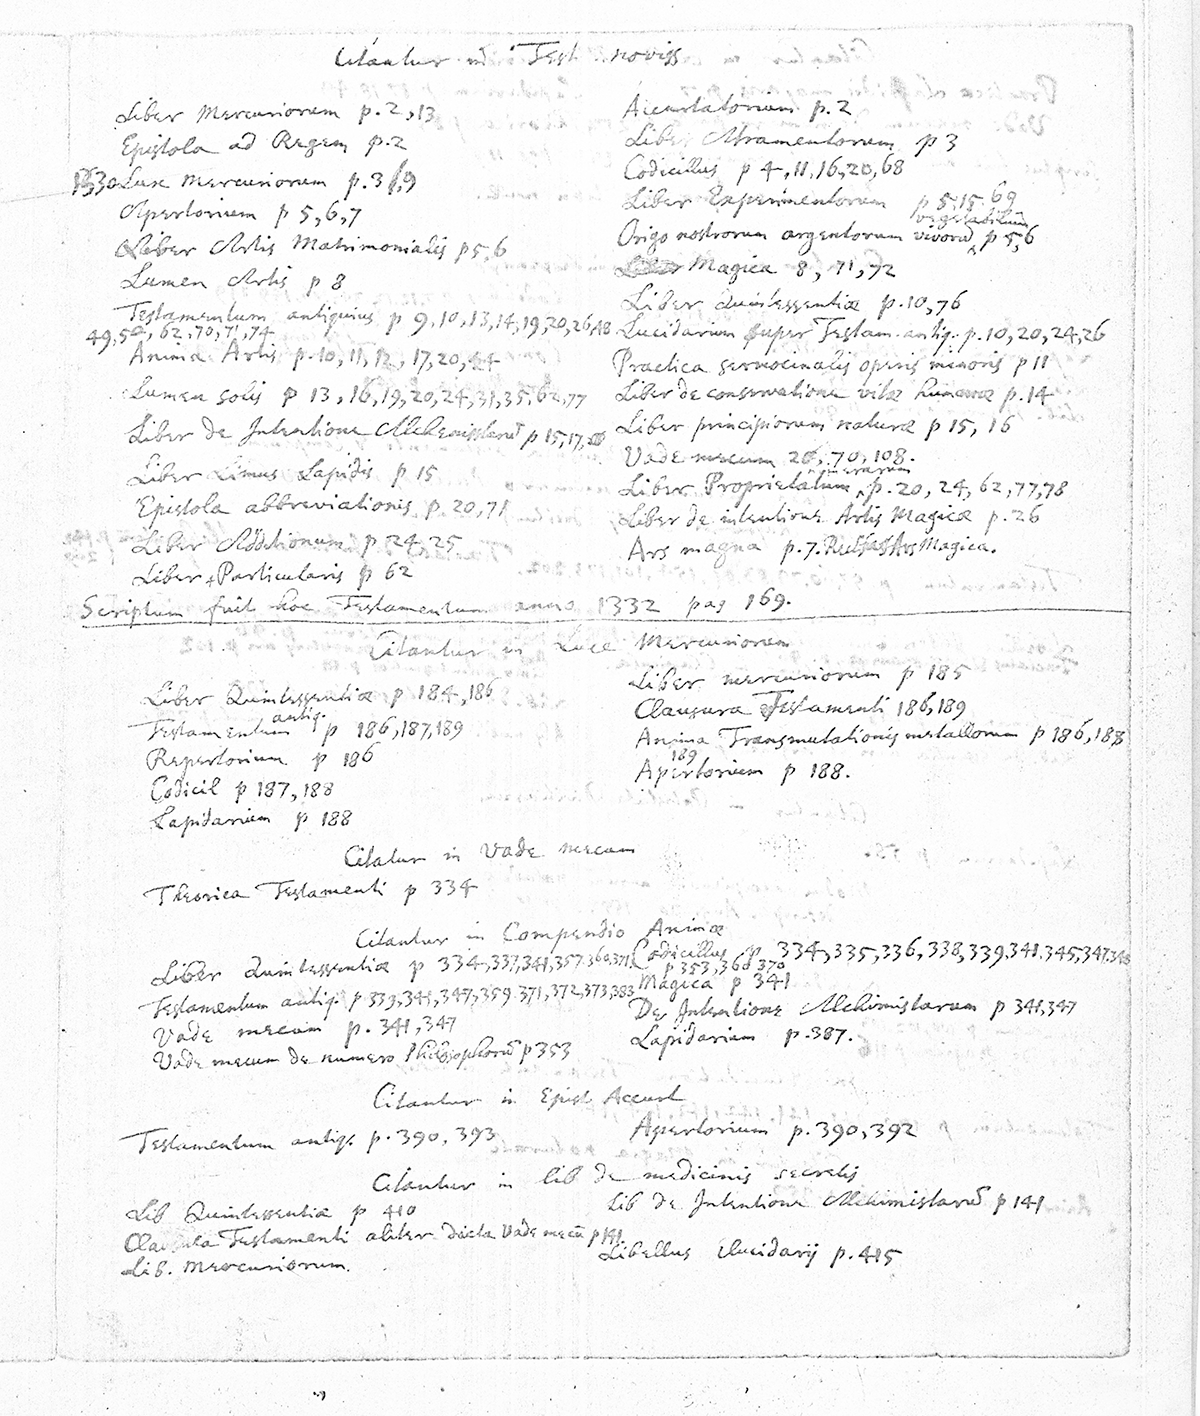 Citantur in Test noviss
Liber Mercuriorum p. 2, 13
Epistola ad Regem p. 2
Lux Mercuriorum p. 3, 9
Apertorium p 5, 6, 7
Liber Artis Matrimonialis p 5, 6
Lumen Artis p 8
Testamentum antiquius p 9, 10, 13, 14, 19, 20, 26, 48
49, 50, 62, 70, 71, 74
Anima Artis p. 10, 11, 12, 17, 20, 24
Lumen solis p 13, 16, 19, 20, 24, 31, 35, 62, 77
Liber de Intentione Alchemistarū p 15, 17,
Liber Limus Lapidis p 15
Epistola abbreviationis p. 20, 71
Liber Additionum p 24, 25
Liber Particularis p 62
Accurtatorium p. 2
Liber Atramentorum p 3
Codicillus p 4, 11, 16, 20, 68
Liber Experimentorum p 5, 15, 69
Origo nostrorum argentorum vivorū vegetabilium p 5, 6
Magica 8, 71, 72
Liber Quintessentiæ p. 10, 76
Lucidarium super Testam. antiq. p. 10, 20, 24, 26
Practica sermocinalis operis minoris p 11
Liber de conservatione vitæ humanæ p. 14
Liber principiorum naturæ p 15, 16
Vade mecum 26, 70, 108.
Liber Proprietatum p. 20, 24, 62, 77, 78
Liber de intentione Artis Magicæ p. 26
Ars magna p. 7. Ars Magica.
Scriptum fuit hoc Testamentum anno 1332 pag 169.
Citantur in Luce Mercuriorum
Liber Quintessentiæ p 184, 186
Testamentum antiq. p 186, 187, 189
Repertorium p 186
Codicil p 187, 188
Lapidarium p 188
Liber mercuriorum p 185
Clausura Testamenti 186, 189
Anima Transmutationis metallorum p 186, 188
189
Apertorium p 188.
Citatur in Vade mecum
Theorica Testamenti p 334
Citantur in Compendio Animæ
Liber Quintessentiæ p 334, 337, 341, 357, 360, 371
Testamentum antiq. p 339, 341, 347, 359, 371, 372, 373, 383
Vade mecum p. 341, 347
Vade mecum de numero Philosophorū p 353
Codicillus p. 334, 335, 336, 338, 339, 341, 345, 347, 348
p 353, 360, 370
Magica p 341
De Intentione Alchimistarum p 341, 347
Lapidarium p. 387.
Citantur in Epist Accurt
Testamentum antiq. p. 390, 393
Apertorium p. 390, 392
Citantur in lib de medicinis secretis
Lib Quintessentiæ p 410
Clausula Testamenti aliter dicta Vade mecū p 141
Lib. Mercuriorum.
Lib de Intentione Alchimistarū p 141
Libellus Elucidarij p. 415